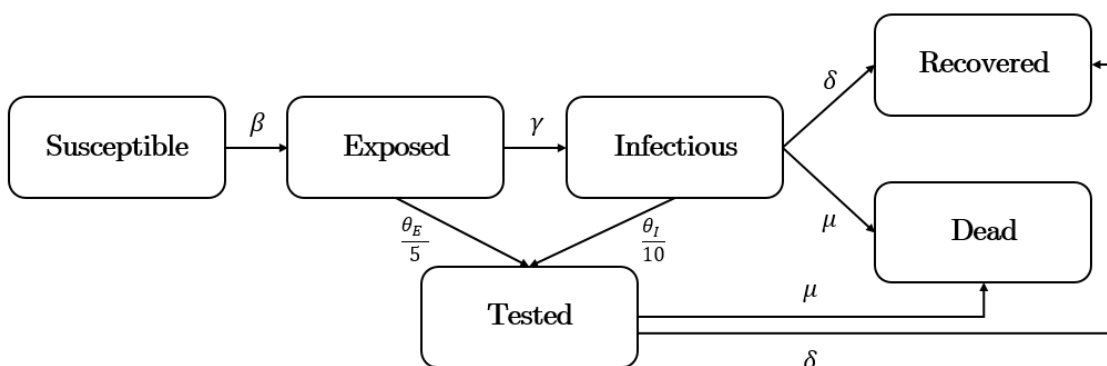 Recovered
δ
β
γ
Susceptible
Exposed
Infectious
μ
Dead
θ_E/5
θ_I/10
Tested
μ
δ